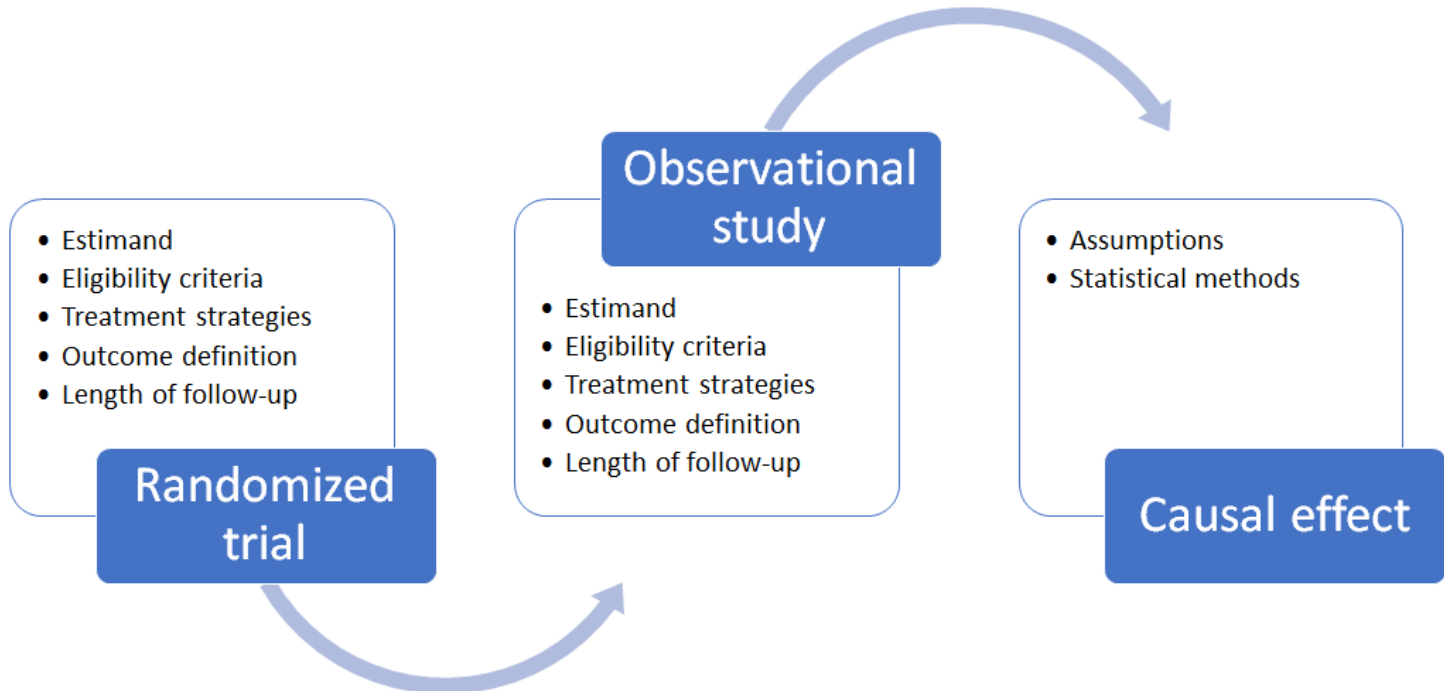 • Estimand
• Eligibility criteria
• Treatment strategies
• Outcome definition
• Length of follow-up
Randomized
trial
Observational
study
• Estimand
• Eligibility criteria
• Treatment strategies
• Outcome definition
• Length of follow-up
• Assumptions
• Statistical methods
Causal effect